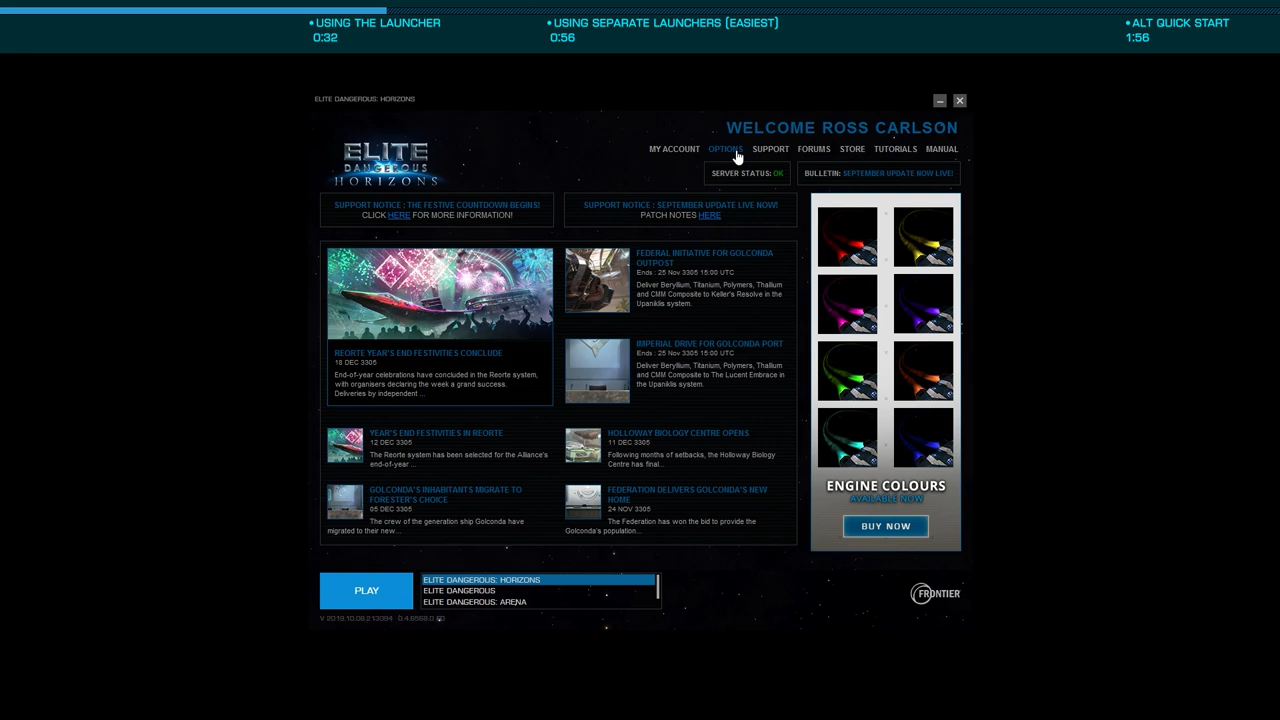 •USING THE LAUNCHER
0:32
•USING SEPARATE LAUNCHERS (EASIEST)
0:56
•ALT QUICK START
1:56
ELITE DANGEROUS: HORIZONS
WELCOME ROSS CARLSON
MY ACCOUNT OPTIONS SUPPORT FORUMS STORE TUTORIALS MANUAL
ELITE
DANGEROUS
HORIZONS
SERVER STATUS: OK
BULLETIN: SEPTEMBER UPDATE NOW LIVE!
SUPPORT NOTICE : THE FESTIVE COUNTDOWN BEGINS!
CLICK HERE FOR MORE INFORMATION!
SUPPORT NOTICE : SEPTEMBER UPDATE LIVE NOW!
PATCH NOTES HERE
REORTE YEAR'S END FESTIVITIES CONCLUDE
18 DEC 3305
End-of-year celebrations have concluded in the Reorte system,
with organisers declaring the week a grand success.
Deliveries by independent ...
FEDERAL INITIATIVE FOR GOLCONDA
OUTPOST
Ends : 25 Nov 3305 15:00 UTC
Deliver Beryllium, Titanium, Polymers, Thallium
and CMM Composite to Keller's Resolve in the
Upaniklis system.
IMPERIAL DRIVE FOR GOLCONDA PORT
Ends : 25 Nov 3305 15:00 UTC
Deliver Beryllium, Titanium, Polymers, Thallium
and CMM Composite to The Lucent Embrace in
the Upaniklis system.
YEAR'S END FESTIVITIES IN REORTE
12 DEC 3305
The Reorte system has been selected for the Alliance's
end-of-year ...
HOLLOWAY BIOLOGY CENTRE OPENS
11 DEC 3305
Following months of setbacks, the Holloway Biology
Centre has final...
GOLCONDA'S INHABITANTS MIGRATE TO
FORESTER'S CHOICE
05 DEC 3305
The crew of the generation ship Golconda have
migrated to their new...
FEDERATION DELIVERS GOLCONDA'S NEW
HOME
24 NOV 3305
The Federation has won the bid to provide the
Golconda's population...
ENGINE COLOURS
AVAILABLE NOW
BUY NOW
PLAY
ELITE DANGEROUS: HORIZONS
ELITE DANGEROUS
ELITE DANGEROUS: ARENA
FRONTIER